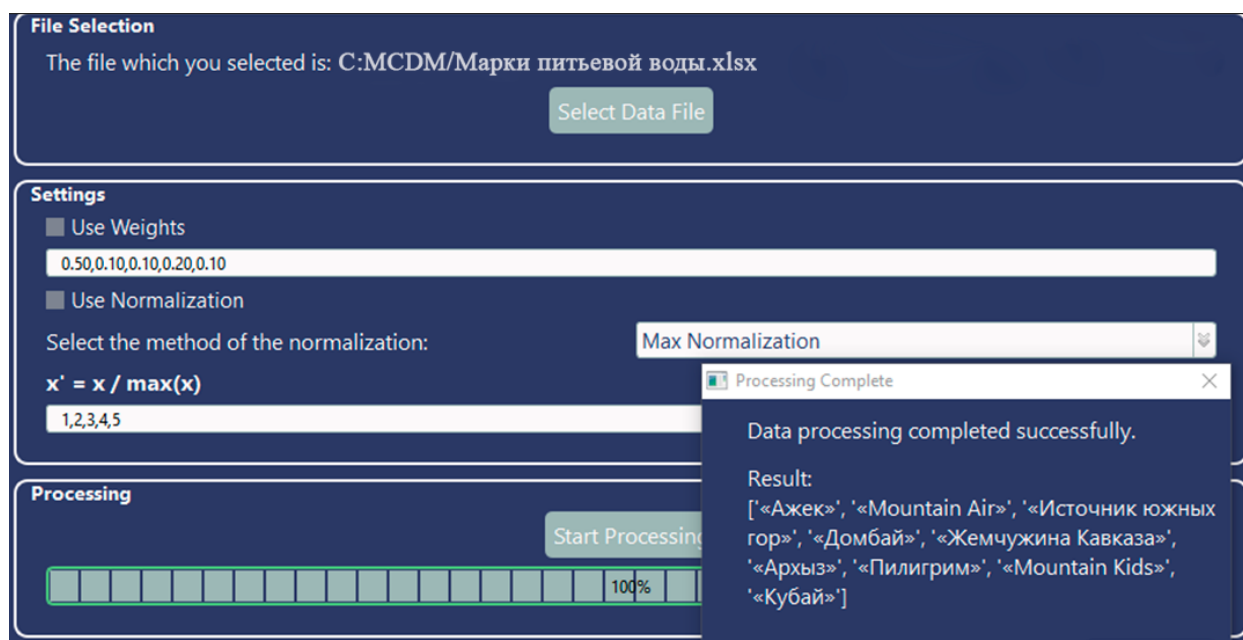 File Selection
The file which you selected is: C:MCDM/Марки питьевой воды.xlsx
Select Data File
Settings
Use Weights
0.50,0.10,0.10,0.20,0.10
Use Normalization
Select the method of the normalization:
Max Normalization
x' = x / max(x)
1,2,3,4,5
Processing
Start Processing
100%
Processing Complete
Data processing completed successfully.
Result:
['«Ажек»', '«Mountain Air»', '«Источник южных
гор»', '«Домбай»', '«Жемчужина Кавказа»',
'«Архыз»', '«Пилигрим»', '«Mountain Kids»',
'«Кубай»']